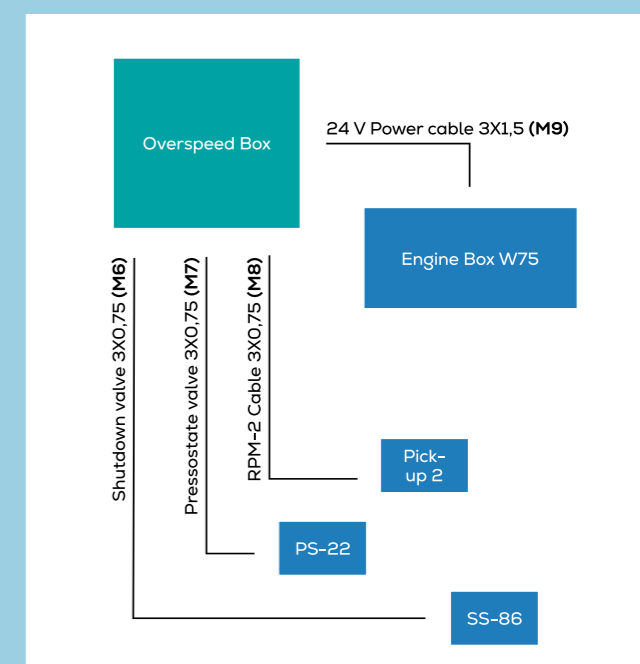 Overspeed Box
24 V Power cable 3X1,5 (M9)
Engine Box W75
Shutdown valve 3X0,75 (M6)
Pressostate valve 3X0,75 (M7)
RPM-2 Cable 3X0,75 (M8)
Pick-
up 2
PS-22
SS-86